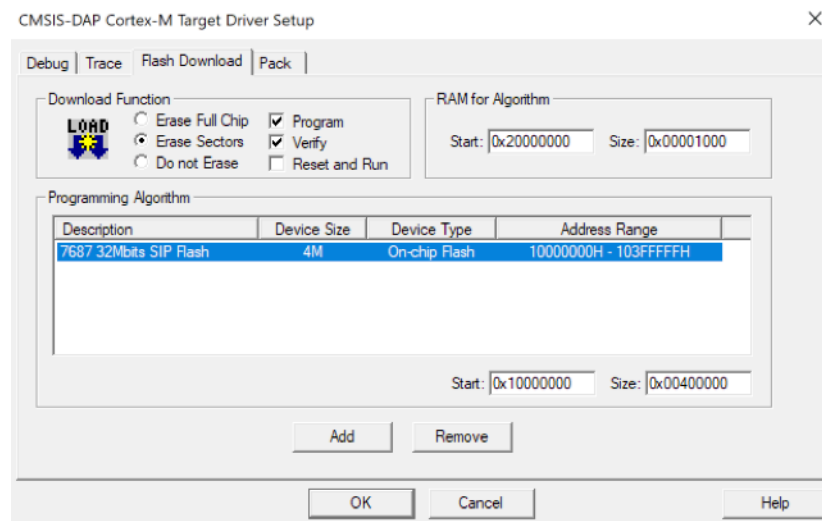 CMSIS-DAP Cortex-M Target Driver Setup
Debug Trace Flash Download Pack
Download Function
LOAD
Erase Full Chip
Erase Sectors
Do not Erase
Program
Verify
Reset and Run
RAM for Algorithm
Start: 0x20000000 Size: 0x00001000
Programming Algorithm
Description Device Size Device Type Address Range
7687 32Mbits SIP Flash 4M On-chip Flash 10000000H - 103FFFFFH
Start: 0x10000000 Size: 0x00400000
Add Remove
OK Cancel Help